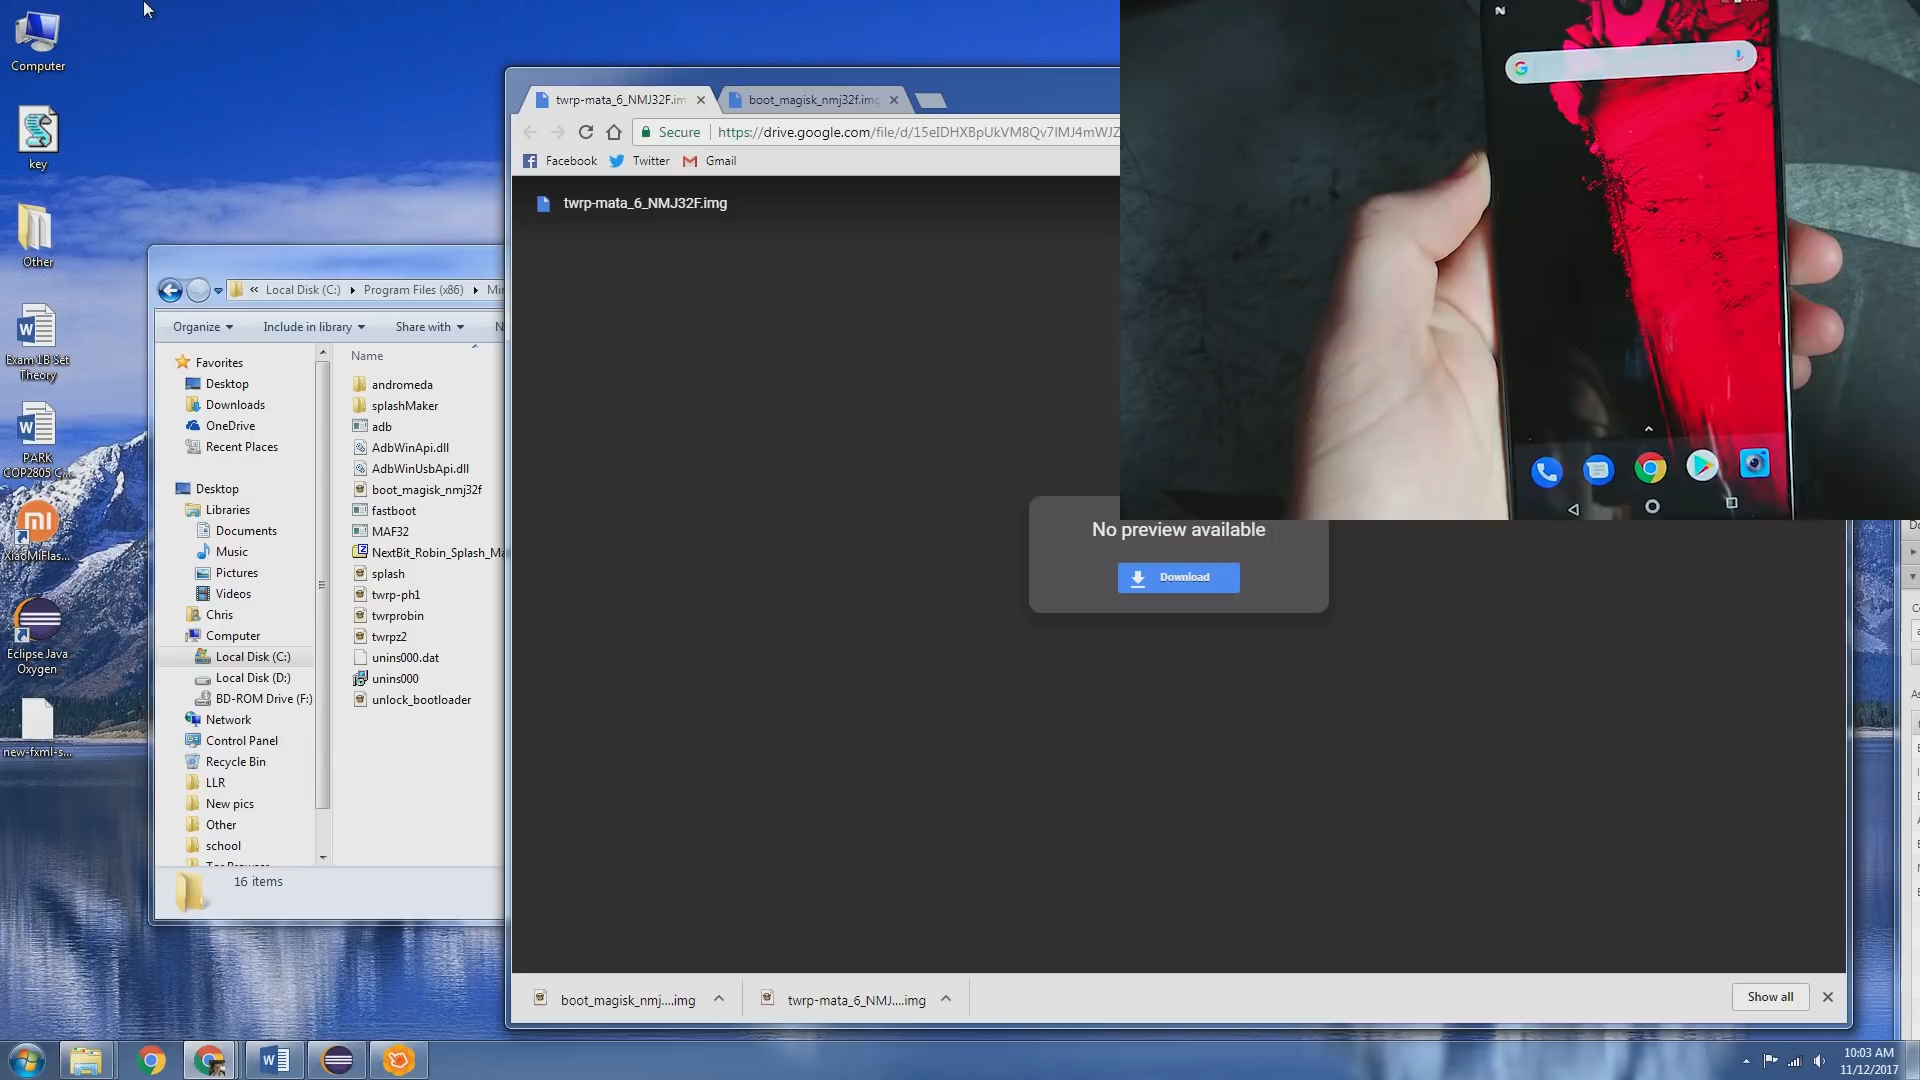 Computer
key
Other
Exam 1B Set
Theory
PARK
COP2805 C...
XiaoMiFlas...
Eclipse Java
Oxygen
new-fxml-s...
« Local Disk (C:) Program Files (x86)
Organize Include in library Share with
Name
Favorites
Desktop
Downloads
OneDrive
Recent Places
Desktop
Libraries
Documents
Music
Pictures
Videos
Chris
Computer
Local Disk (C:)
Local Disk (D:)
BD-ROM Drive (F:)
Network
Control Panel
Recycle Bin
LLR
New pics
Other
school
Tor Browser
andromeda
splashMaker
adb
AdbWinApi.dll
AdbWinUsbApi.dll
boot_magisk_nmj32f
fastboot
MAF32
NextBit_Robin_Splash_Ma
splash
twrp-ph1
twrprobin
twrpz2
unins000.dat
unins000
unlock_bootloader
16 items
twrp-mata_6_NMJ32F.im
boot_magisk_nmj32f.img
Secure https://drive.google.com/file/d/15eIDHXBpUkVM8Qv7lMJ4mWJZ
Facebook Twitter Gmail
twrp-mata_6_NMJ32F.img
No preview available
Download
boot_magisk_nmj....img
twrp-mata_6_NMJ....img
Show all
10:03 AM
11/12/2017